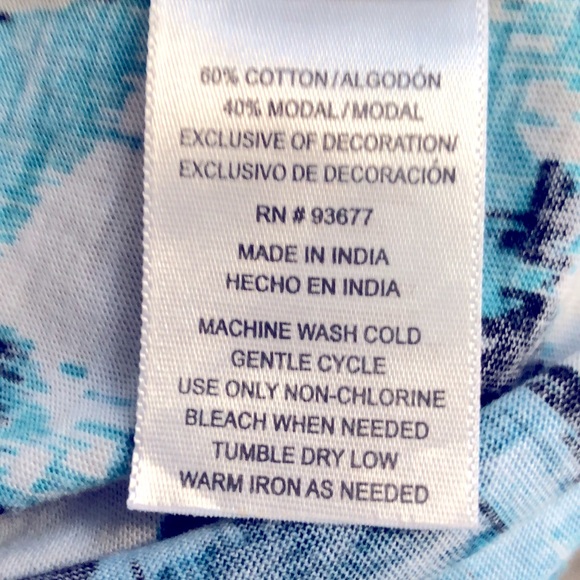 60% COTTON/ALGODÓN
40% MODAL/MODAL
EXCLUSIVE OF DECORATION/
EXCLUSIVO DE DECORACIÓN
RN # 93677
MADE IN INDIA
HECHO EN INDIA
MACHINE WASH COLD
GENTLE CYCLE
USE ONLY NON-CHLORINE
BLEACH WHEN NEEDED
TUMBLE DRY LOW
WARM IRON AS NEEDED